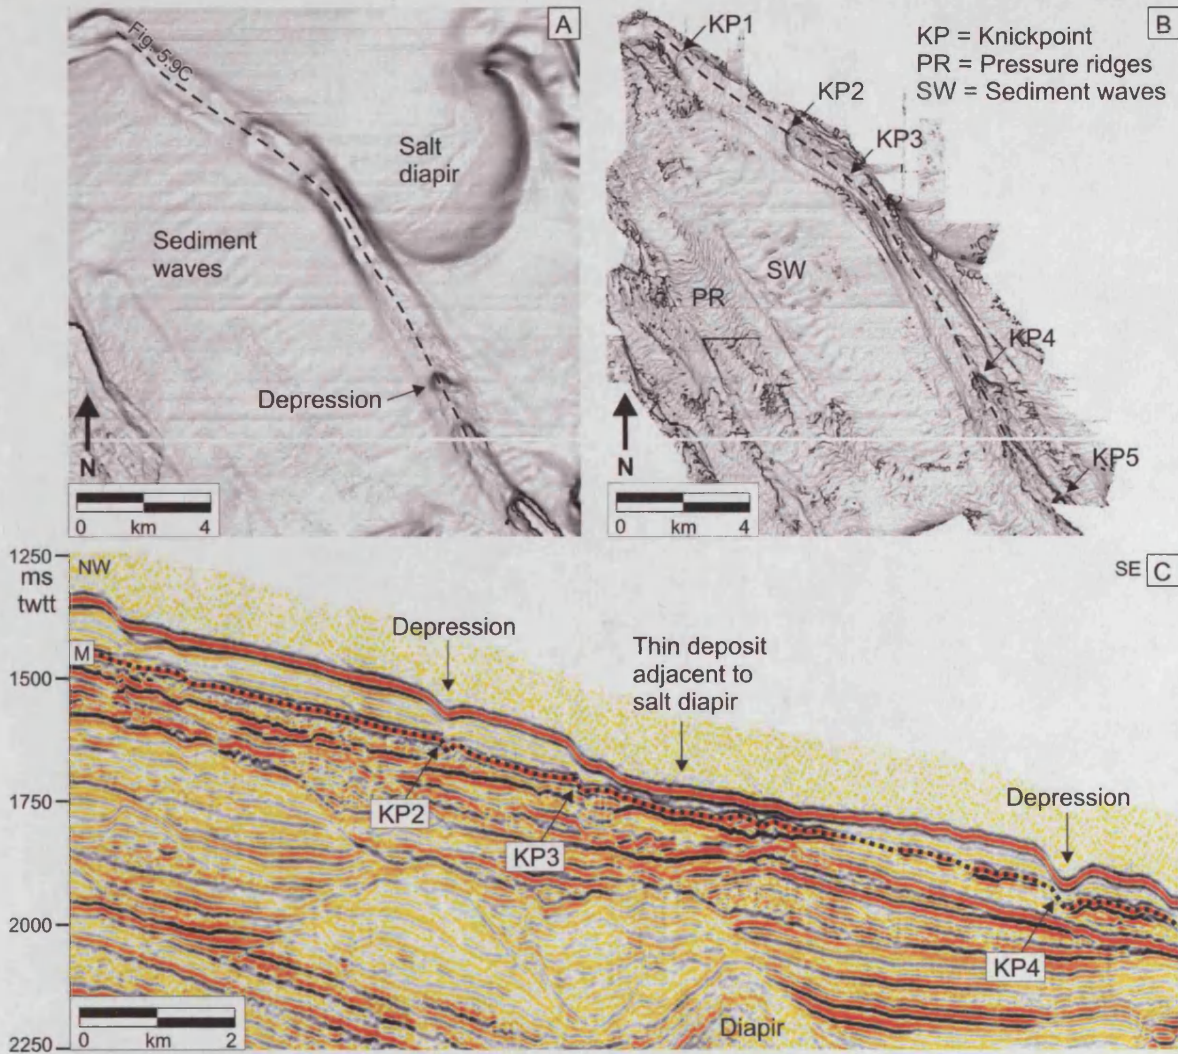 A
Fig. 5.9C
Salt
diapir
Sediment
waves
Depression
N
0 km 4
B
KP1
KP = Knickpoint
PR = Pressure ridges
SW = Sediment waves
KP2
KP3
SW
PR
KP4
KP5
N
0 km 4
C
NW
SE
1250
ms
twtt
M
1500
1750
2000
2250
Depression
Thin deposit
adjacent to
salt diapir
Depression
KP2
KP3
KP4
Diapir
0 km 2